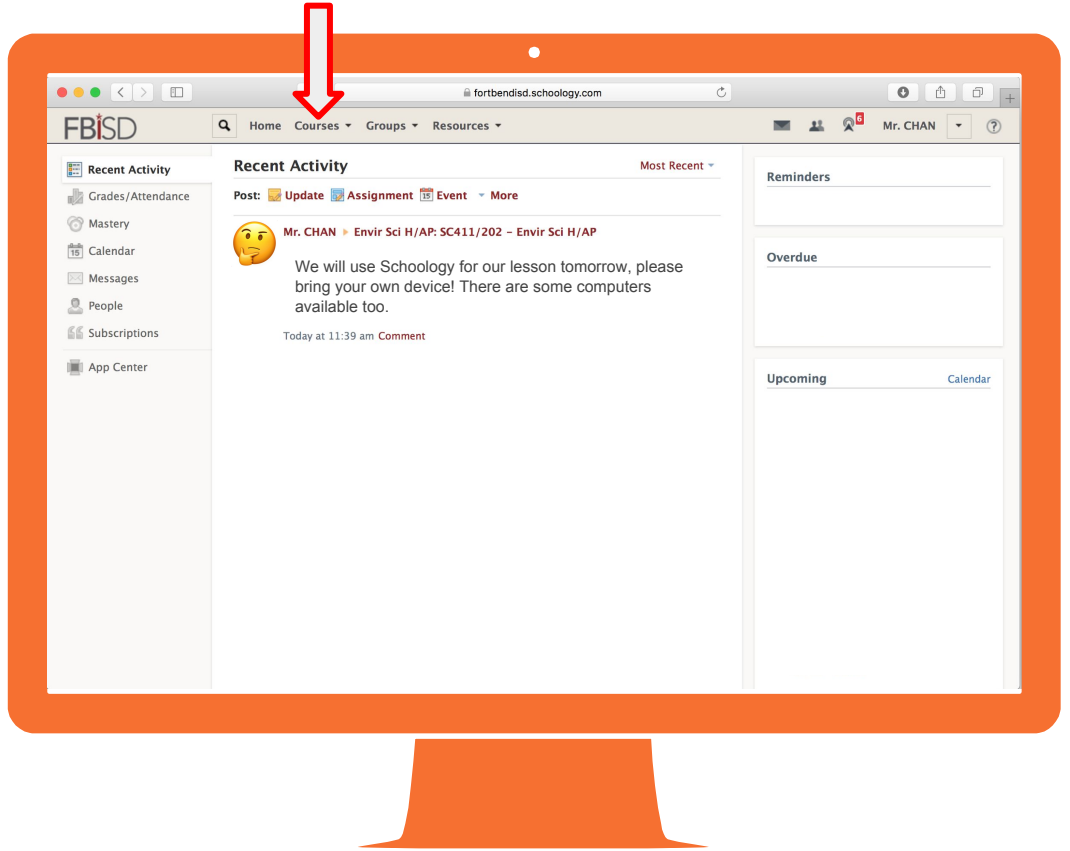 fortbendisd.schoology.com
FBiSD
Home Courses Groups Resources
6
Mr. CHAN
?
Recent Activity
Grades/Attendance
Mastery
15 Calendar
Messages
People
Subscriptions
App Center
Recent Activity
Most Recent
Post: Update Assignment 15 Event More
Mr. CHAN Envir Sci H/AP: SC411/202 – Envir Sci H/AP
We will use Schoology for our lesson tomorrow, please
bring your own device! There are some computers
available too.
Today at 11:39 am Comment
Reminders
Overdue
Upcoming Calendar